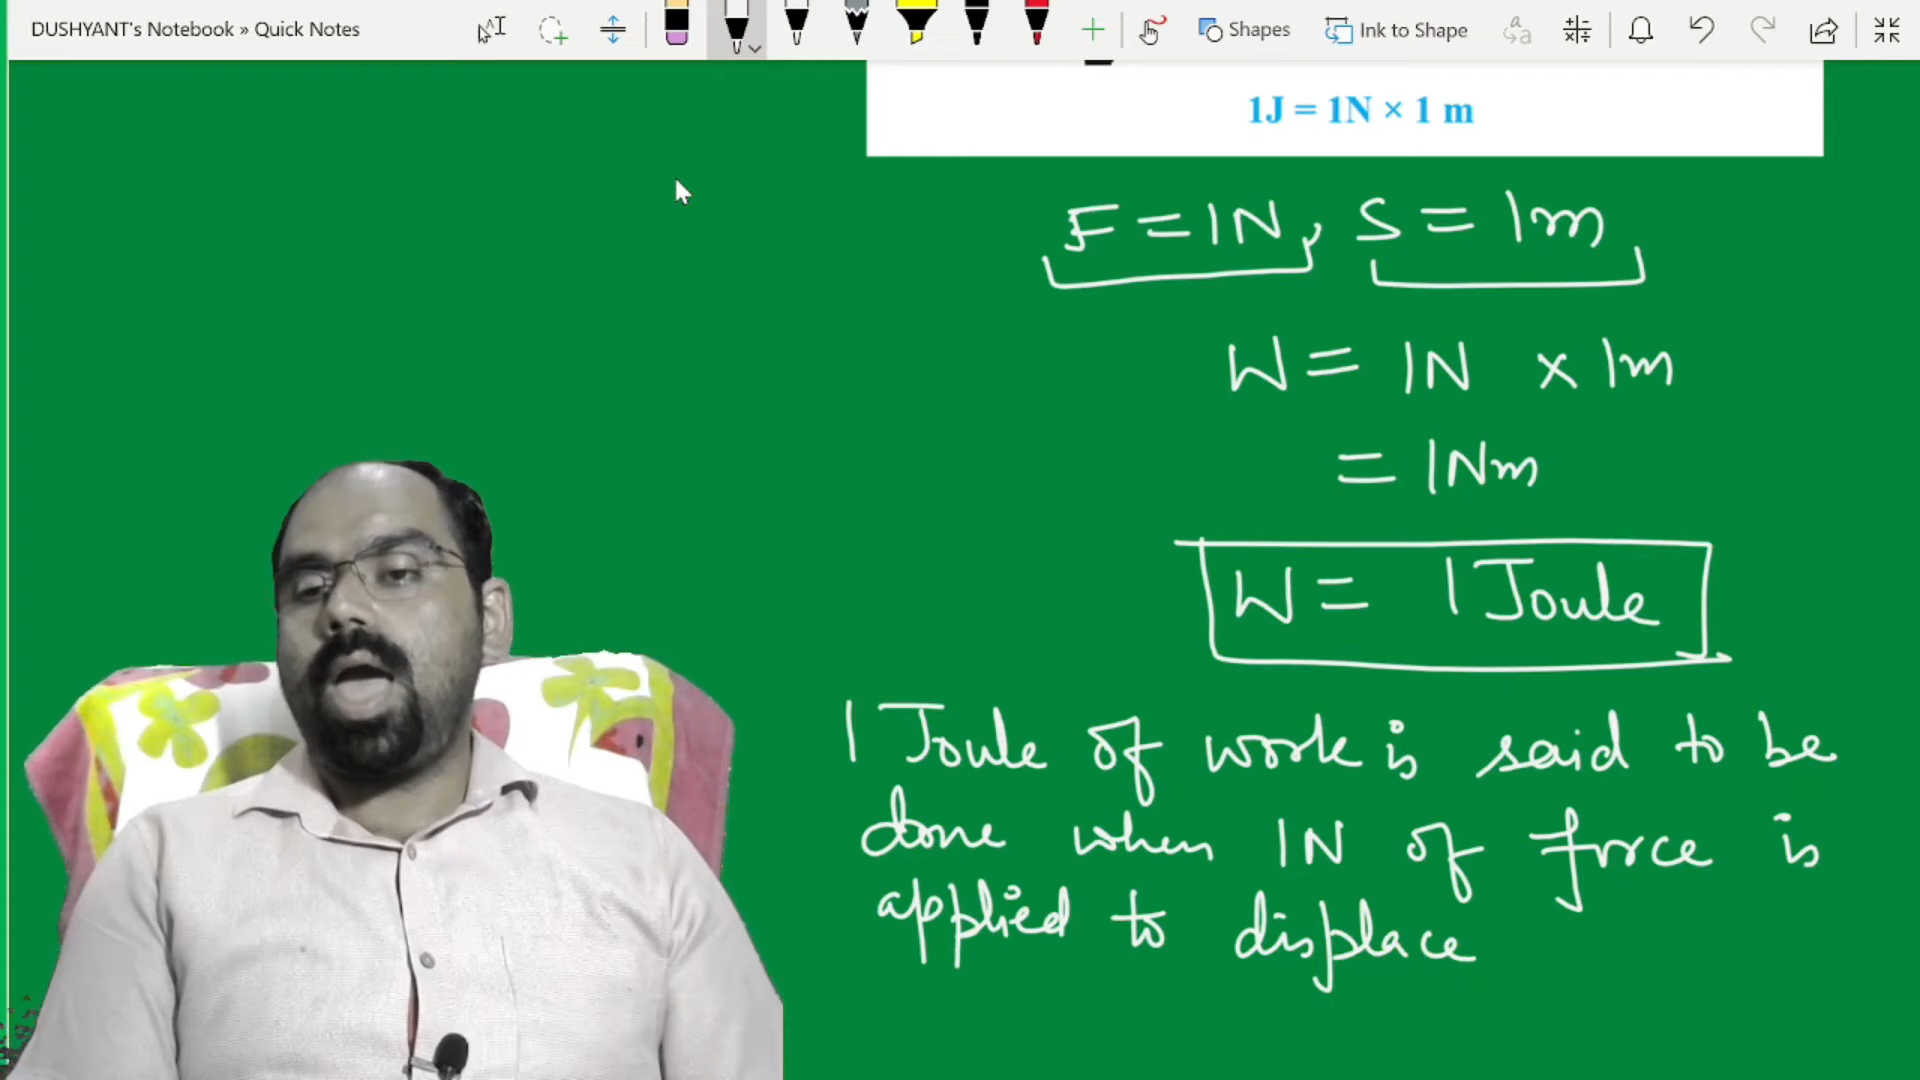 DUSHYANT's Notebook » Quick Notes
Shapes
Ink to Shape
1J = 1N × 1 m
F = 1N, S = 1m
W = 1N × 1m
= 1Nm
W = 1 Joule
1 Joule of work is said to be
done when 1N of force is
applied to displace